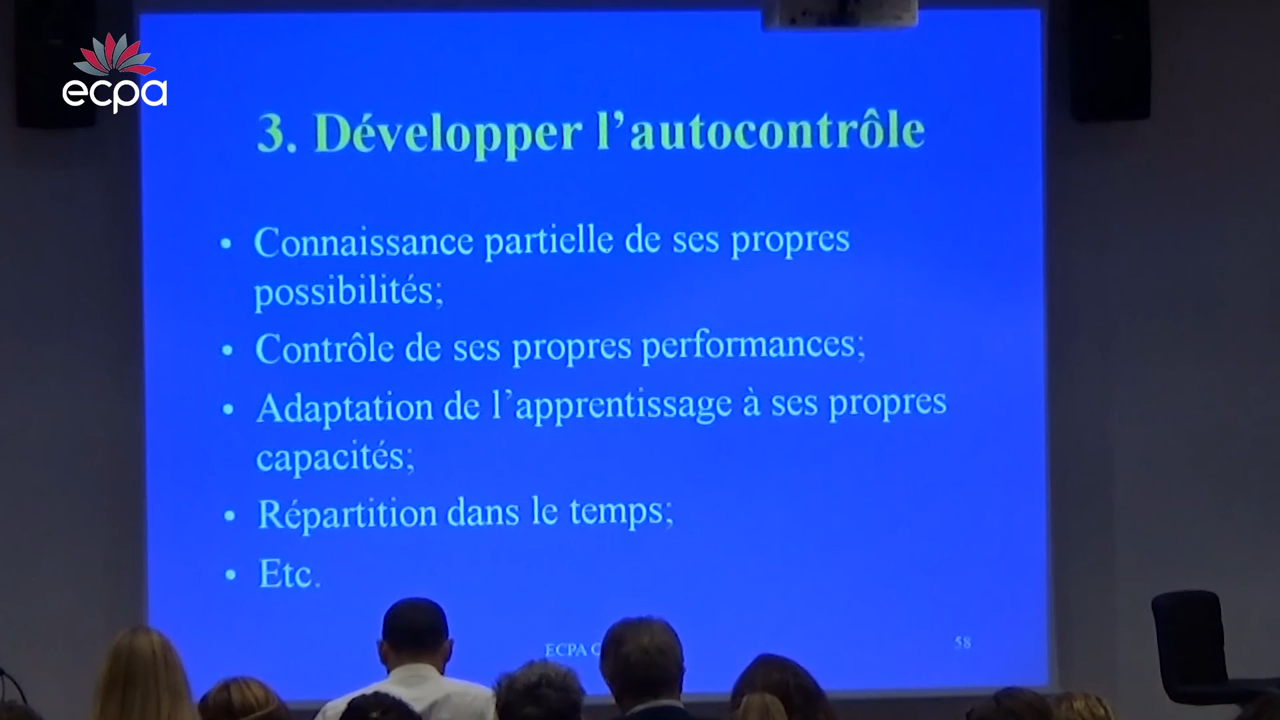 ecpa
3. Développer l’autocontrôle
• Connaissance partielle de ses propres
possibilités;
• Contrôle de ses propres performances;
• Adaptation de l’apprentissage à ses propres
capacités;
• Répartition dans le temps;
• Etc.
ECPA
58